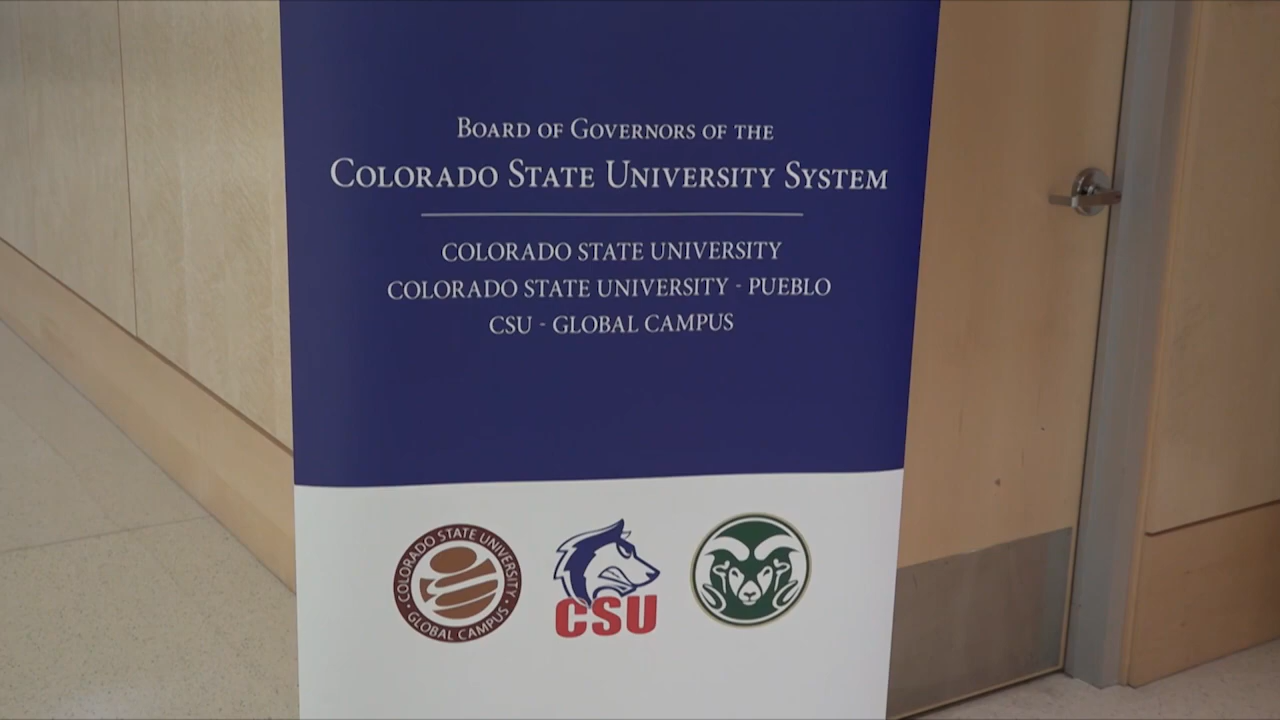 BOARD OF GOVERNORS OF THE
COLORADO STATE UNIVERSITY SYSTEM
COLORADO STATE UNIVERSITY
COLORADO STATE UNIVERSITY - PUEBLO
CSU - GLOBAL CAMPUS
COLORADO STATE UNIVERSITY
GLOBAL CAMPUS
CSU